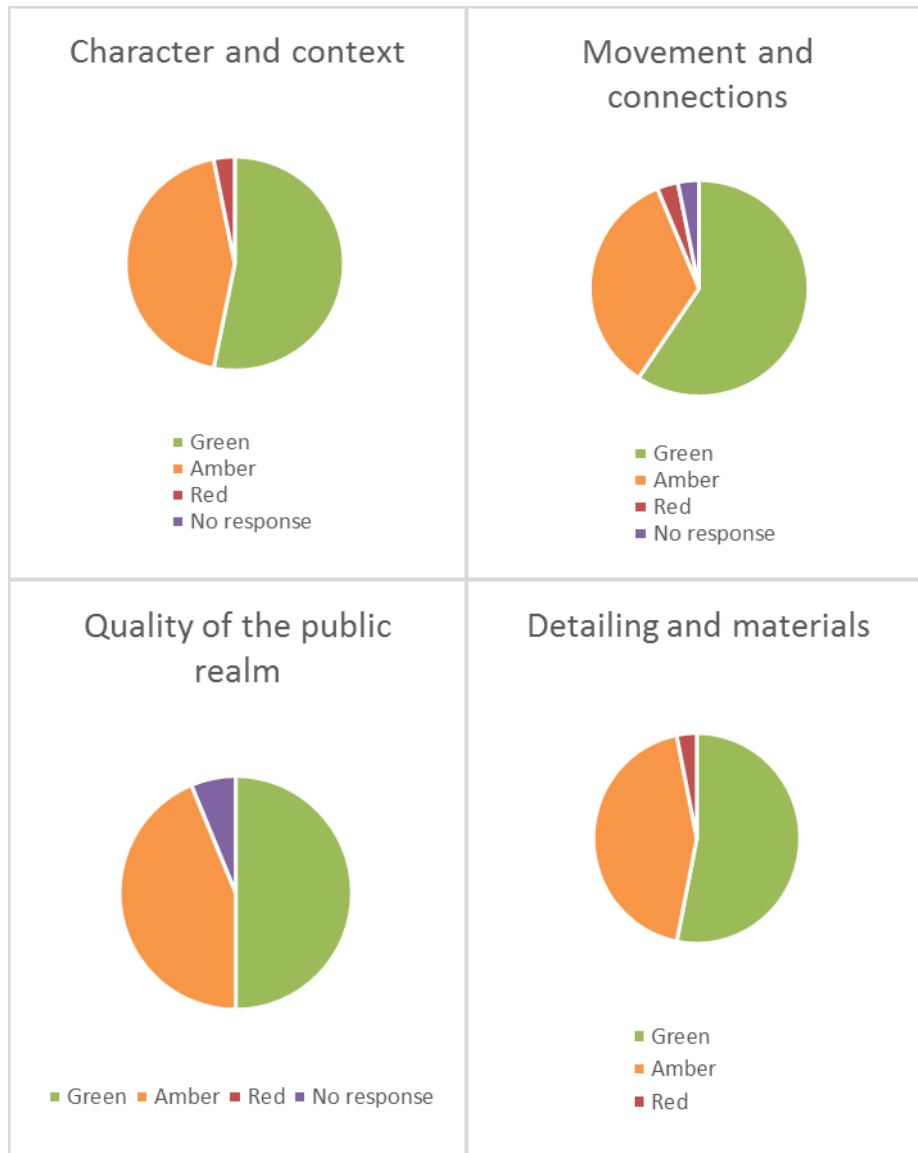 Character and context
Green
Amber
Red
No response
Movement and
connections
Green
Amber
Red
No response
Quality of the public
realm
Green Amber Red No response
Detailing and materials
Green
Amber
Red